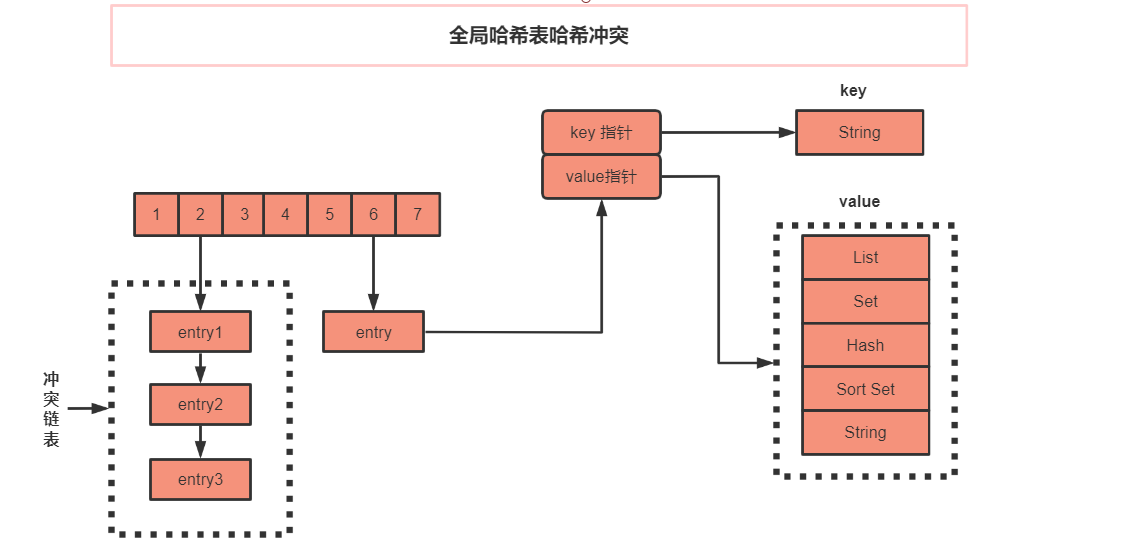 全局哈希表哈希冲突
key
key 指针
String
value指针
value
1 2 3 4 5 6 7
List
Set
Hash
Sort Set
String
entry1
entry
entry2
entry3
冲
突
链
表